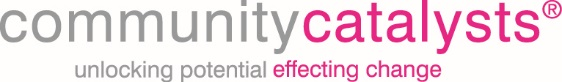 communitycatalysts®
unlocking potential effecting change